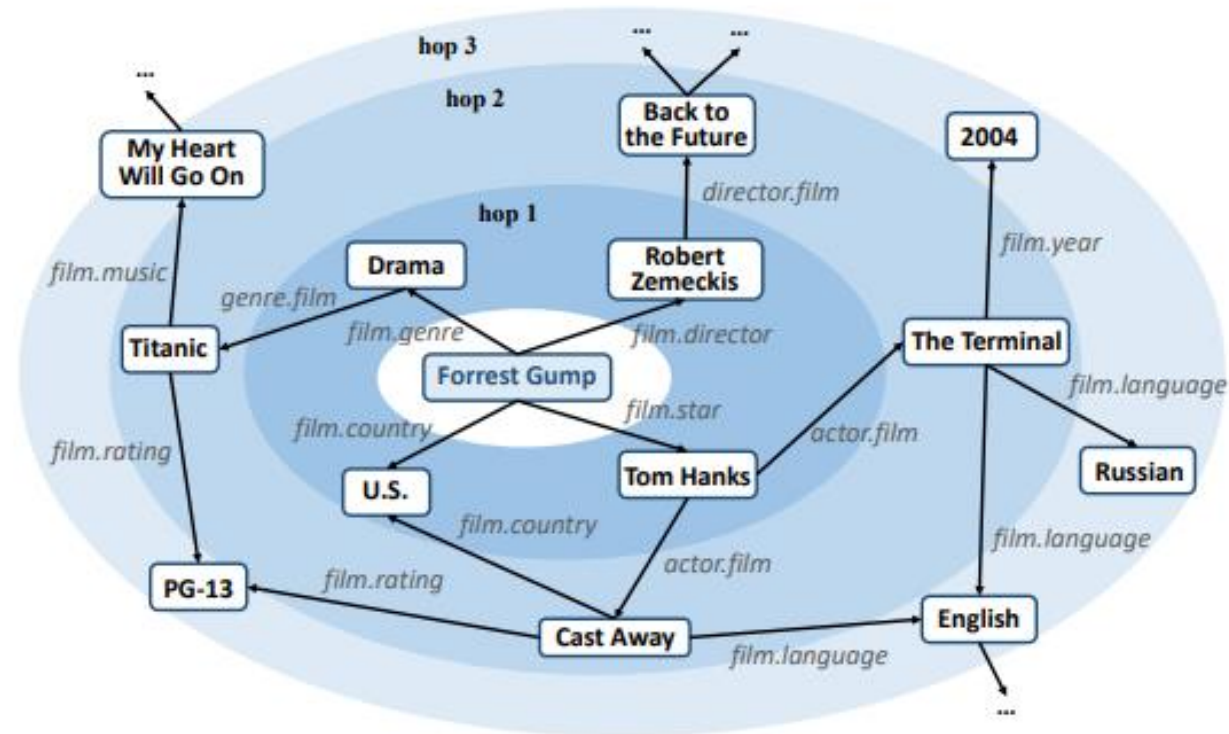 hop 3
...
...
...
hop 2
Back to
the Future
2004
My Heart
Will Go On
director.film
hop 1
film.year
Robert
Zemeckis
Drama
film.music
genre.film
film.genre
film.director
Titanic
The Terminal
Forrest Gump
film.language
film.star
film.country
actor.film
film.rating
Tom Hanks
Russian
U.S.
film.country
film.language
actor.film
film.rating
PG-13
English
Cast Away
film.language
...